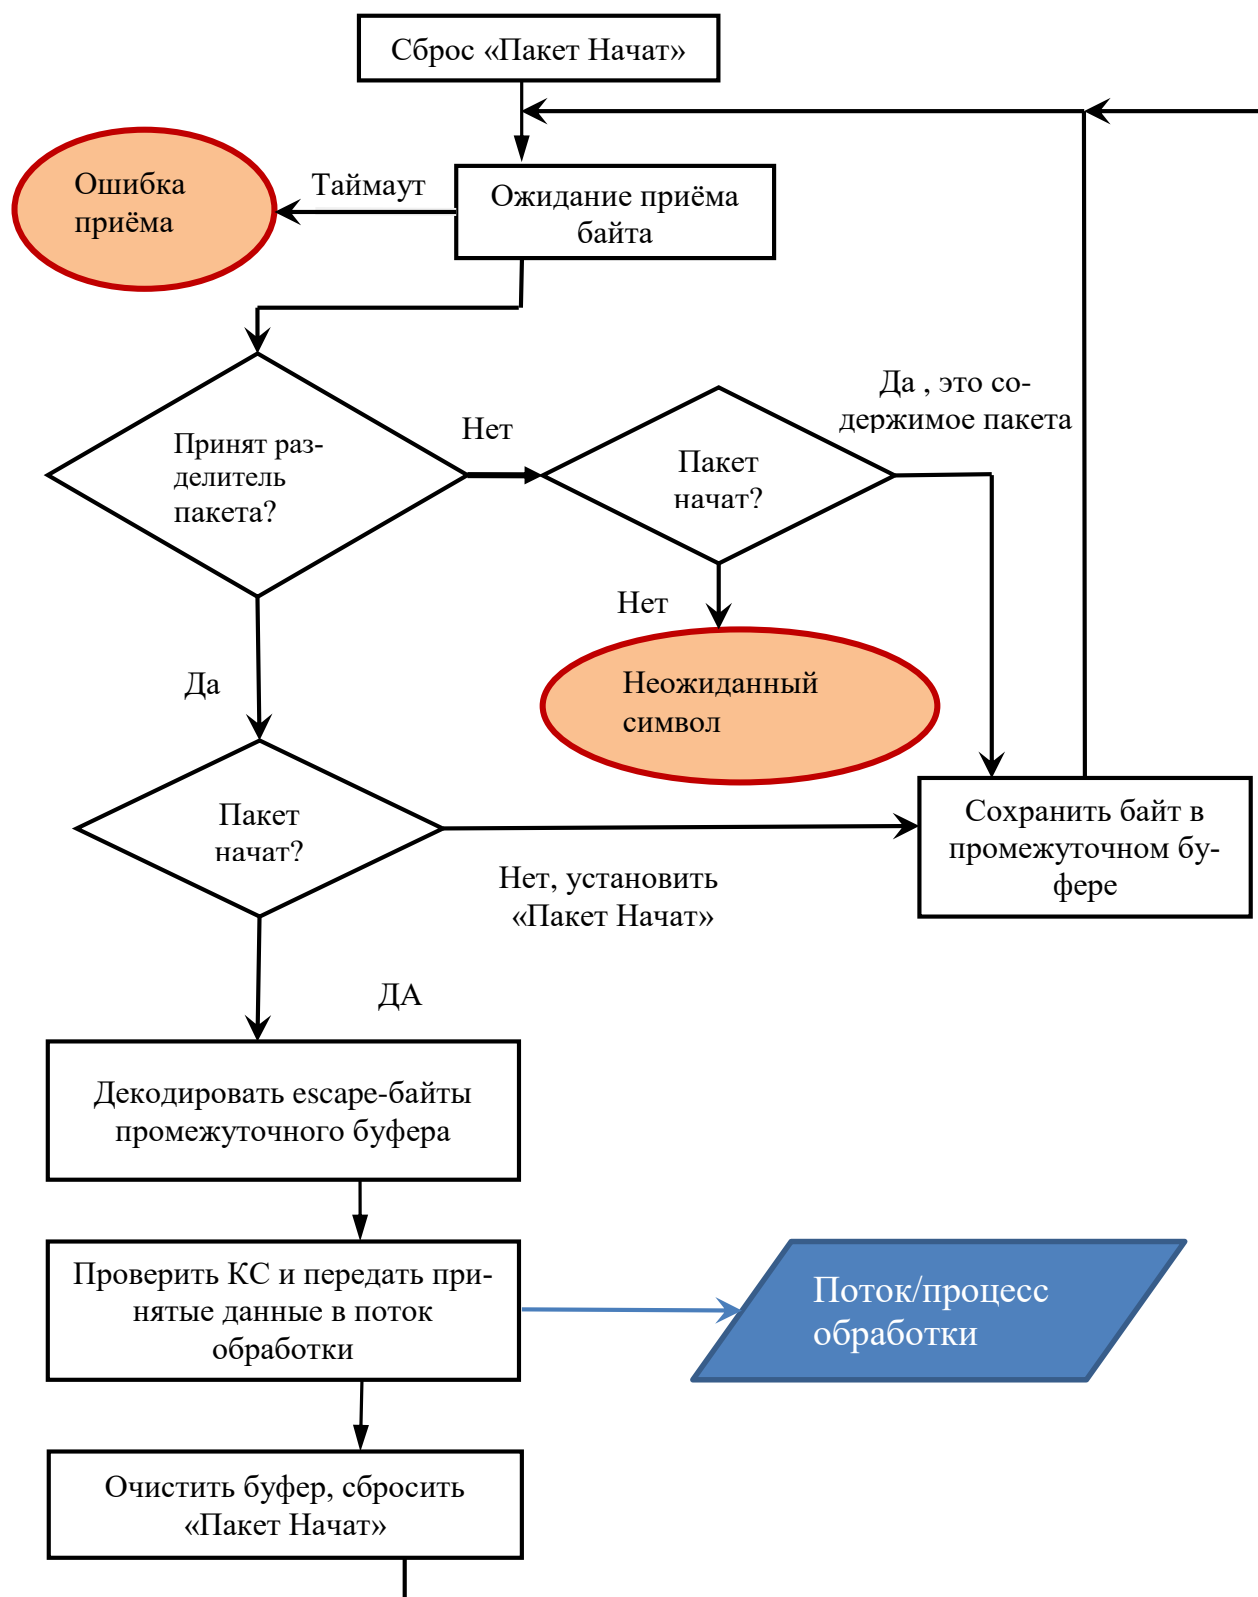 Сброс «Пакет Начат»
Ошибка
приёма
Таймаут
Ожидание приёма
байта
Принят раз-
делитель
пакета?
Нет
Пакет
начат?
Да , это со-
держимое пакета
Нет
Неожиданный
символ
Да
Пакет
начат?
Нет, установить
«Пакет Начат»
Сохранить байт в
промежуточном бу-
фере
ДА
Декодировать escape-байты
промежуточного буфера
Проверить КС и передать при-
нятые данные в поток
обработки
Поток/процесс
обработки
Очистить буфер, сбросить
«Пакет Начат»